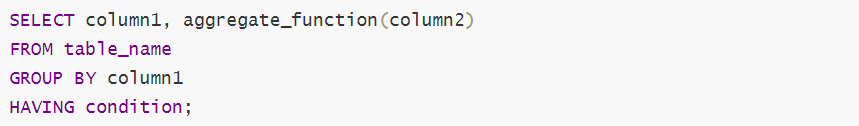 SELECT column1, aggregate_function(column2)
FROM table_name
GROUP BY column1
HAVING condition;